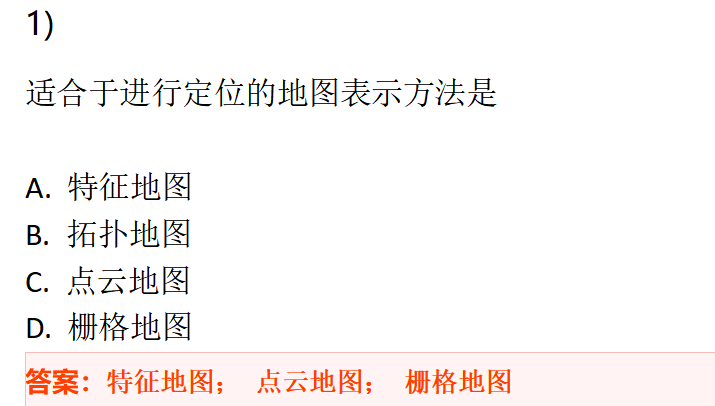 1)
适合于进行定位的地图表示方法是
A. 特征地图
B. 拓扑地图
C. 点云地图
D. 栅格地图
答案：特征地图； 点云地图； 栅格地图